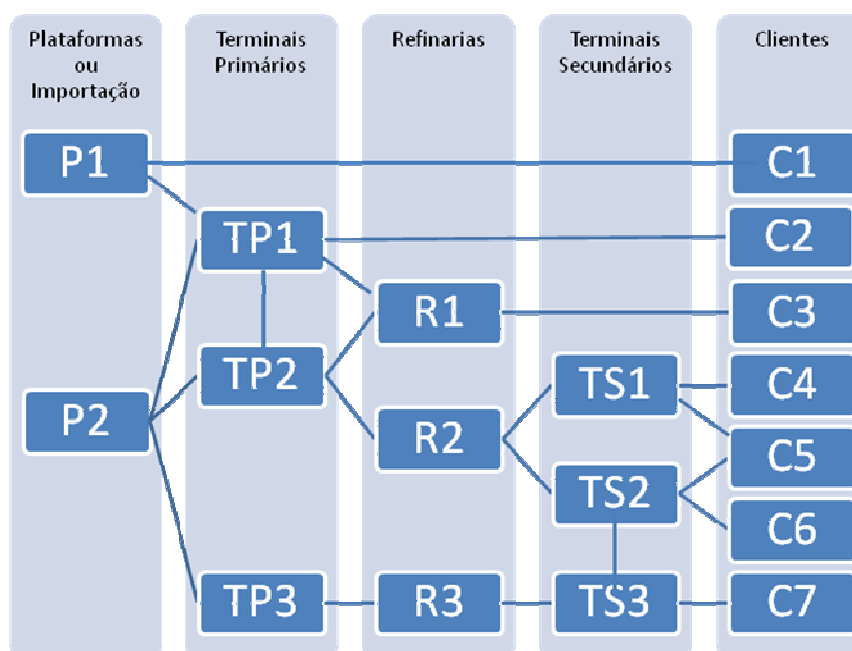 Plataformas
ou
Importação
Terminais
Primários
Refinarias
Terminais
Secundários
Clientes
P1
C1
TP1
C2
R1
C3
TP2
TS1
C4
P2
R2
C5
TS2
C6
TP3
R3
TS3
C7